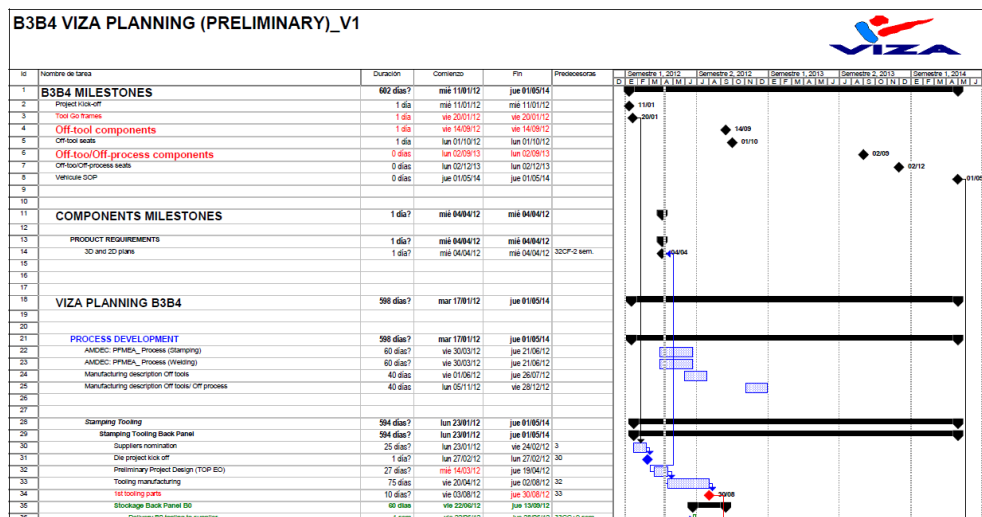 B3B4 VIZA PLANNING (PRELIMINARY)_V1
VIZA
Id Nombre de tarea Duración Comienzo Fin Predecesoras Semestre 1, 2012 Semestre 2, 2012 Semestre 1, 2013 Semestre 2, 2013 Semestre 1, 2014
D E F M A M J J A S O N D E F M A M J J A S O N D E F M A M J
1 B3B4 MILESTONES 602 días? mié 11/01/12 jue 01/05/14
2 Project Kick-off 1 día mié 11/01/12 mié 11/01/12 11/01
3 Tool Go frames 1 día vie 20/01/12 vie 20/01/12 20/01
4 Off-tool components 1 día vie 14/09/12 vie 14/09/12 14/09
5 Off-tool seats 1 día lun 01/10/12 lun 01/10/12 01/10
6 Off-too/Off-process components 0 días lun 02/09/13 lun 02/09/13 02/09
7 Off-too/Off-process seats 0 días lun 02/12/13 lun 02/12/13 02/12
8 Vehicule SOP 0 días jue 01/05/14 jue 01/05/14 01/05
9
10
11 COMPONENTS MILESTONES 1 día? mié 04/04/12 mié 04/04/12
12
13 PRODUCT REQUIREMENTS 1 día? mié 04/04/12 mié 04/04/12
14 3D and 2D plans 1 día? mié 04/04/12 mié 04/04/12 32CF-2 sem. 04/04
15
16
17
18 VIZA PLANNING B3B4 598 días? mar 17/01/12 jue 01/05/14
19
20
21 PROCESS DEVELOPMENT 598 días? mar 17/01/12 jue 01/05/14
22 AMDEC: PFMEA_ Process (Stamping) 60 días? vie 30/03/12 jue 21/06/12
23 AMDEC: PFMEA_ Process (Welding) 60 días? vie 30/03/12 jue 21/06/12
24 Manufacturing description Off tools 40 días vie 01/06/12 jue 26/07/12
25 Manufacturing description Off tools/ Off process 40 días lun 05/11/12 vie 28/12/12
26
27
28 Stamping Tooling 594 días? lun 23/01/12 jue 01/05/14
29 Stamping Tooling Back Panel 594 días? lun 23/01/12 jue 01/05/14
30 Suppliers nomination 25 días? lun 23/01/12 vie 24/02/12 3
31 Die project kick off 1 día? lun 27/02/12 lun 27/02/12 30
32 Preliminary Project Design (TOP EO) 27 días? mié 14/03/12 jue 19/04/12
33 Tooling manufacturing 75 días vie 20/04/12 jue 02/08/12 32
34 1st tooling parts 10 días? vie 03/08/12 jue 30/08/12 33 30/08
35 Stockage Back Panel B0 60 días vie 22/06/12 jue 13/09/12